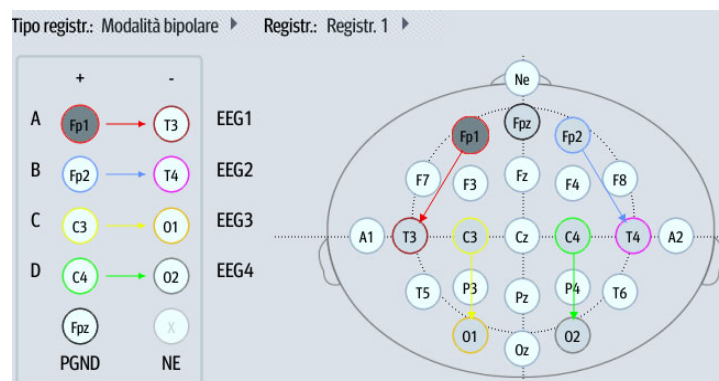 Tipo registr.: Modalità bipolare Registr.: Registr. 1
+ -
A Fp1 T3 EEG1
B Fp2 T4 EEG2
C C3 O1 EEG3
D C4 O2 EEG4
Fpz X
PGND NE
Ne
Fp1 Fpz Fp2
F7 F3 Fz F4 F8
A1 T3 C3 Cz C4 T4 A2
T5 P3 Pz P4 T6
O1 Oz O2